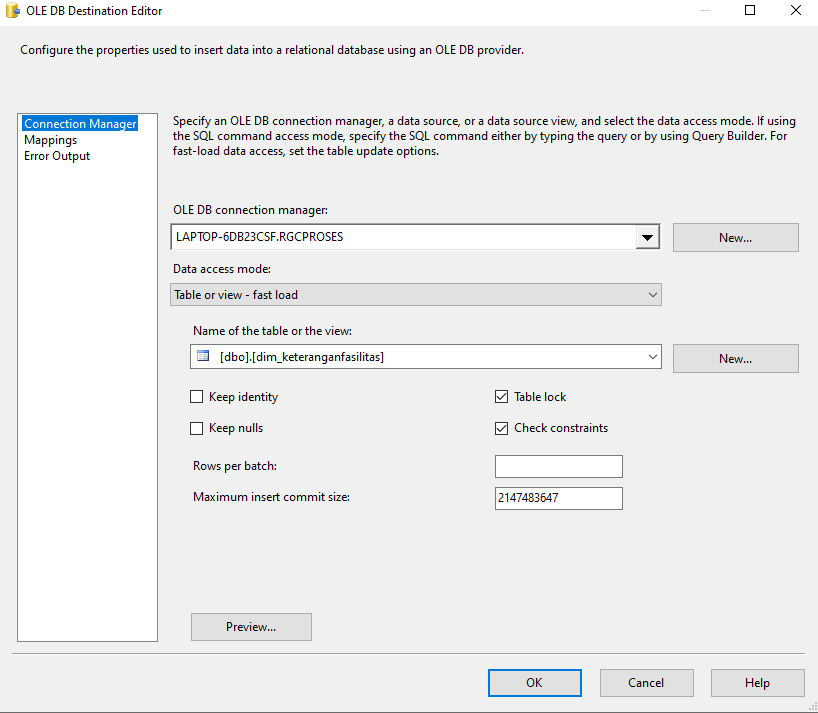 OLE DB Destination Editor
Configure the properties used to insert data into a relational database using an OLE DB provider.
Connection Manager
Mappings
Error Output
Specify an OLE DB connection manager, a data source, or a data source view, and select the data access mode. If using
the SQL command access mode, specify the SQL command either by typing the query or by using Query Builder. For
fast-load data access, set the table update options.
OLE DB connection manager:
LAPTOP-6DB23CSF.RGCPROSES
New...
Data access mode:
Table or view - fast load
Name of the table or the view:
[dbo].[dim_keteranganfasilitas]
New...
Keep identity
Table lock
Keep nulls
Check constraints
Rows per batch:
Maximum insert commit size:
2147483647
Preview...
OK
Cancel
Help